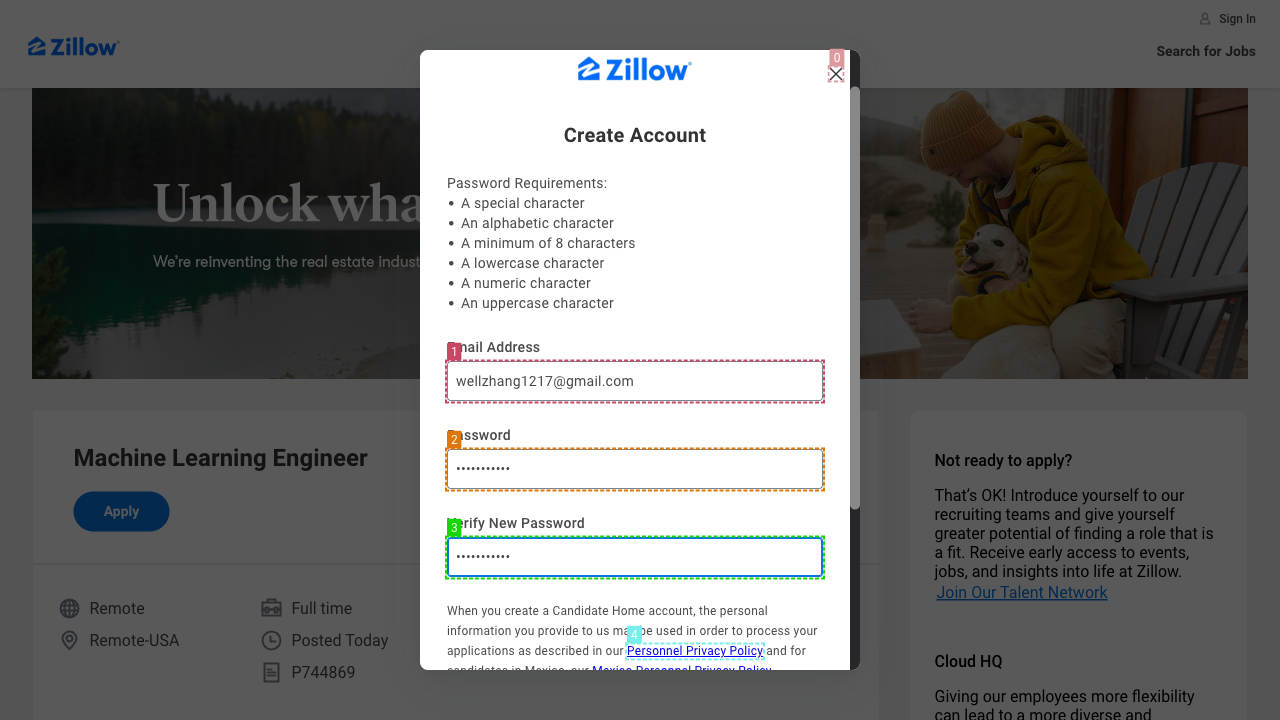 Sign In
Zillow
Search for Jobs
Unlock wha
We're reinventing the real estate indust
Zillow
0
Create Account
Password Requirements:
• A special character
• An alphabetic character
• A minimum of 8 characters
• A lowercase character
• A numeric character
• An uppercase character
1
mail Address
wellzhang1217@gmail.com
2
assword
•••••••••••
3
erify New Password
•••••••••••
When you create a Candidate Home account, the personal
information you provide to us may be used in order to process your
4
applications as described in our Personnel Privacy Policy and for
candidates in Mexico, our Mexico Personnel Privacy Policy
Machine Learning Engineer
Apply
Remote
Full time
Remote-USA
Posted Today
P744869
Not ready to apply?
That's OK! Introduce yourself to our
recruiting teams and give yourself
greater potential of finding a role that is
a fit. Receive early access to events,
jobs, and insights into life at Zillow.
Join Our Talent Network
Cloud HQ
Giving our employees more flexibility
can lead to a more diverse and